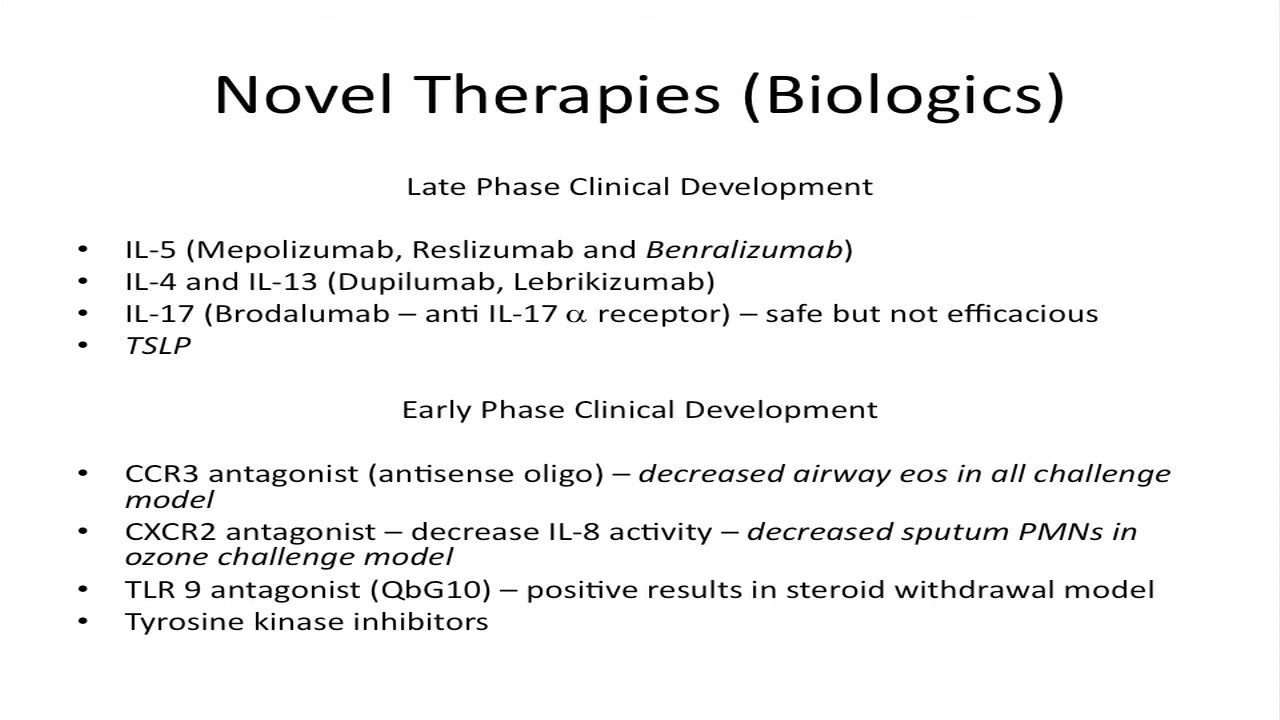 Novel Therapies (Biologics)
Late Phase Clinical Development
• IL-5 (Mepolizumab, Reslizumab and Benralizumab)
• IL-4 and IL-13 (Dupilumab, Lebrikizumab)
• IL-17 (Brodalumab – anti IL-17 α receptor) – safe but not efficacious
• TSLP
Early Phase Clinical Development
• CCR3 antagonist (antisense oligo) – decreased airway eos in all challenge
model
• CXCR2 antagonist – decrease IL-8 activity – decreased sputum PMNs in
ozone challenge model
• TLR 9 antagonist (QbG10) – positive results in steroid withdrawal model
• Tyrosine kinase inhibitors